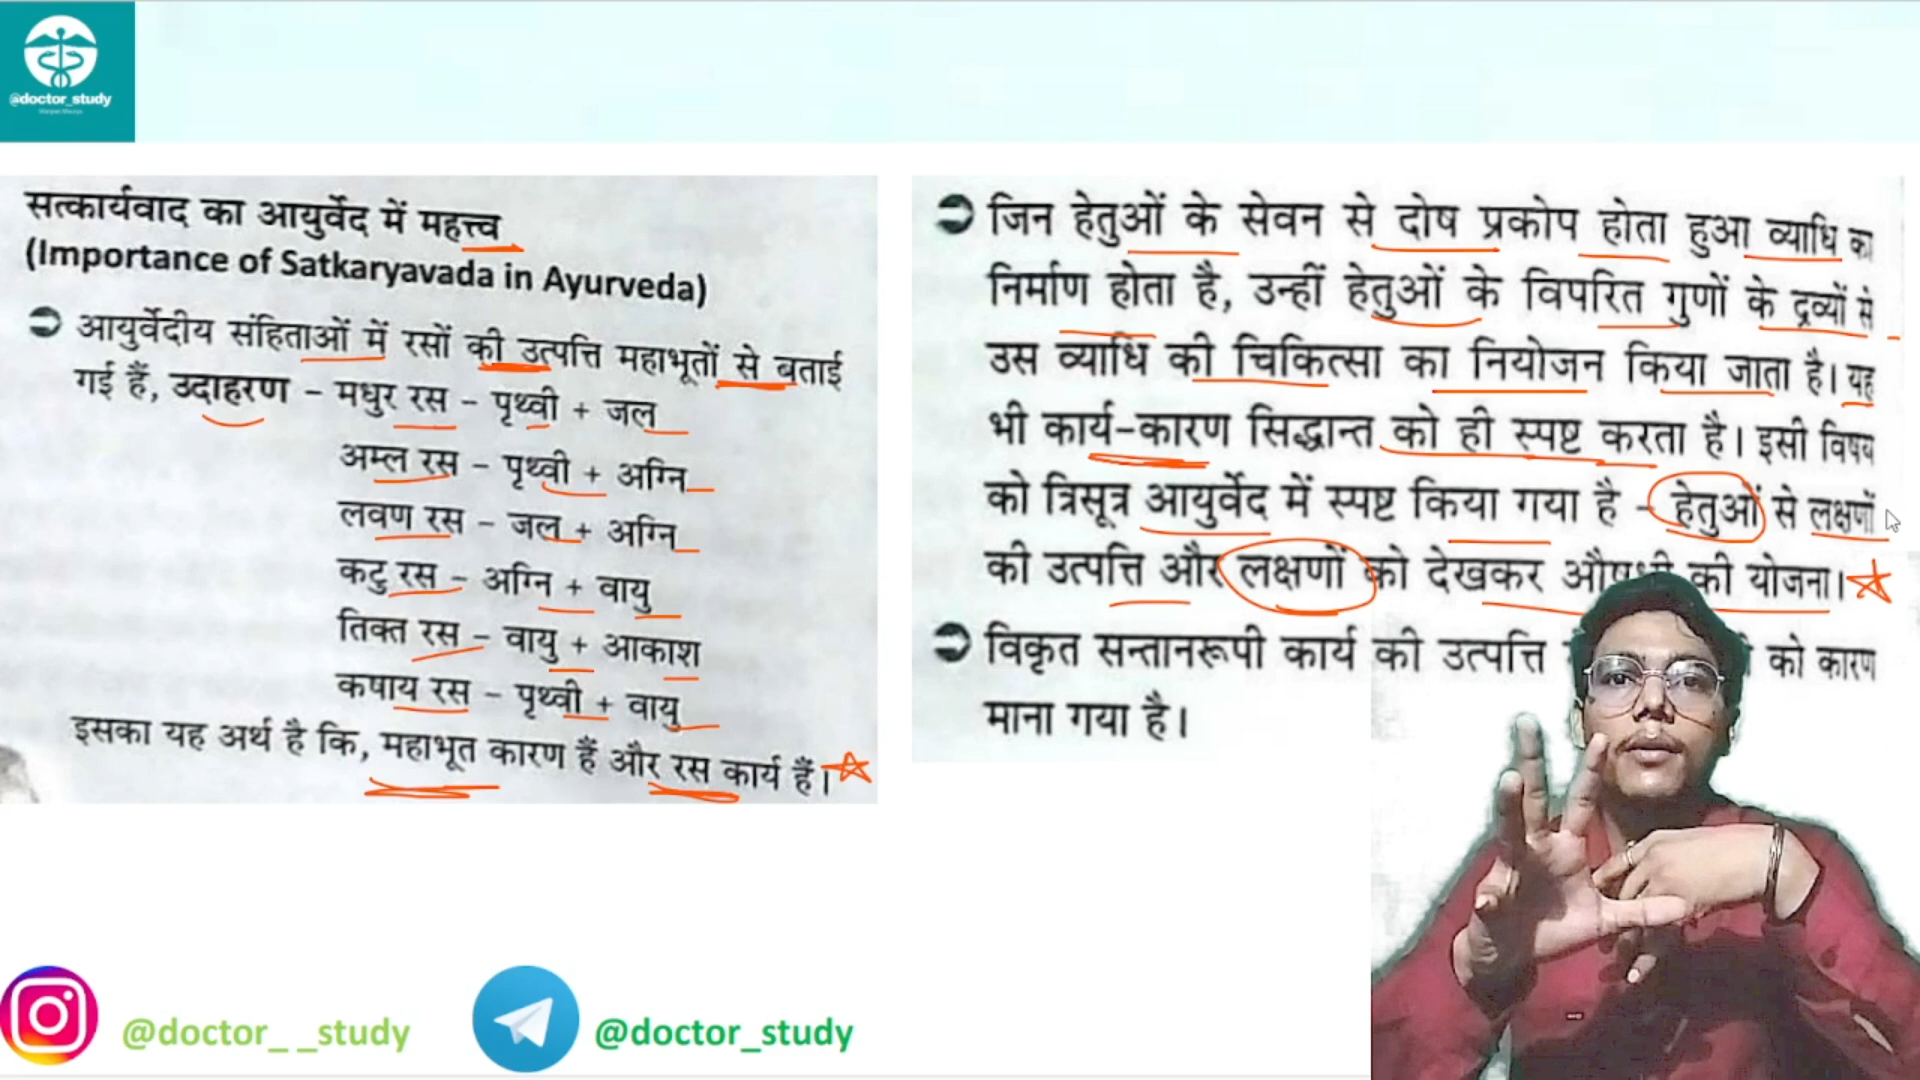 @doctor_study
सत्कार्यवाद का आयुर्वेद में महत्त्व
(Importance of Satkaryavada in Ayurveda)
आयुर्वेदीय संहिताओं में रसों की उत्पत्ति महाभूतों से बताई
गई हैं, उदाहरण – मधुर रस – पृथ्वी + जल
अम्ल रस – पृथ्वी + अग्नि
लवण रस – जल + अग्नि
कटु रस – अग्नि + वायु
तिक्त रस – वायु + आकाश
कषाय रस – पृथ्वी + वायु
इसका यह अर्थ है कि, महाभूत कारण हैं और रस कार्य हैं।
जिन हेतुओं के सेवन से दोष प्रकोप होता हुआ व्याधि का
निर्माण होता है, उन्हीं हेतुओं के विपरित गुणों के द्रव्यों से
उस व्याधि की चिकित्सा का नियोजन किया जाता है। यह
भी कार्य-कारण सिद्धान्त को ही स्पष्ट करता है। इसी विषय
को त्रिसूत्र आयुर्वेद में स्पष्ट किया गया है – हेतुओं से लक्षणों
की उत्पत्ति और लक्षणों को देखकर की योजना।
विकृत सन्तानरूपी कार्य की उत्पत्ति को कारण
माना गया है।
@doctor_ _study
@doctor_study